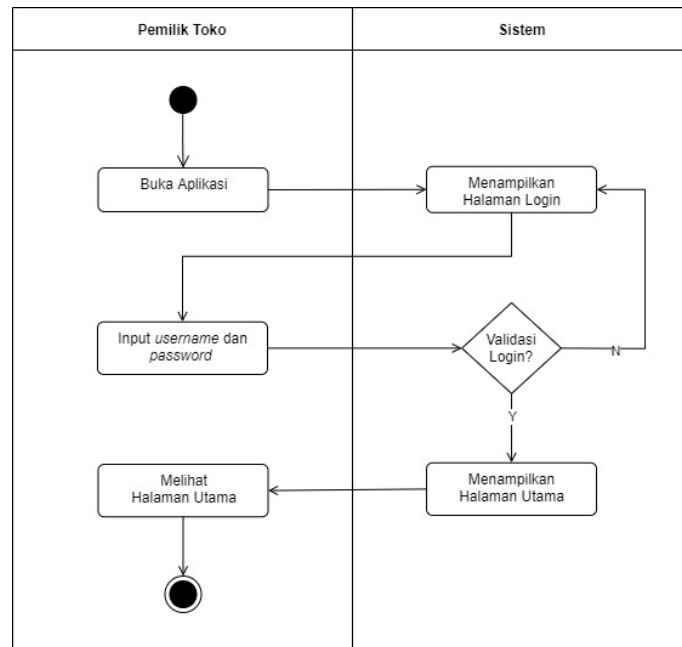 Pemilik Toko
Sistem
Buka Aplikasi
Menampilkan
Halaman Login
Input username dan
password
Validasi
Login?
N
Y
Melihat
Halaman Utama
Menampilkan
Halaman Utama